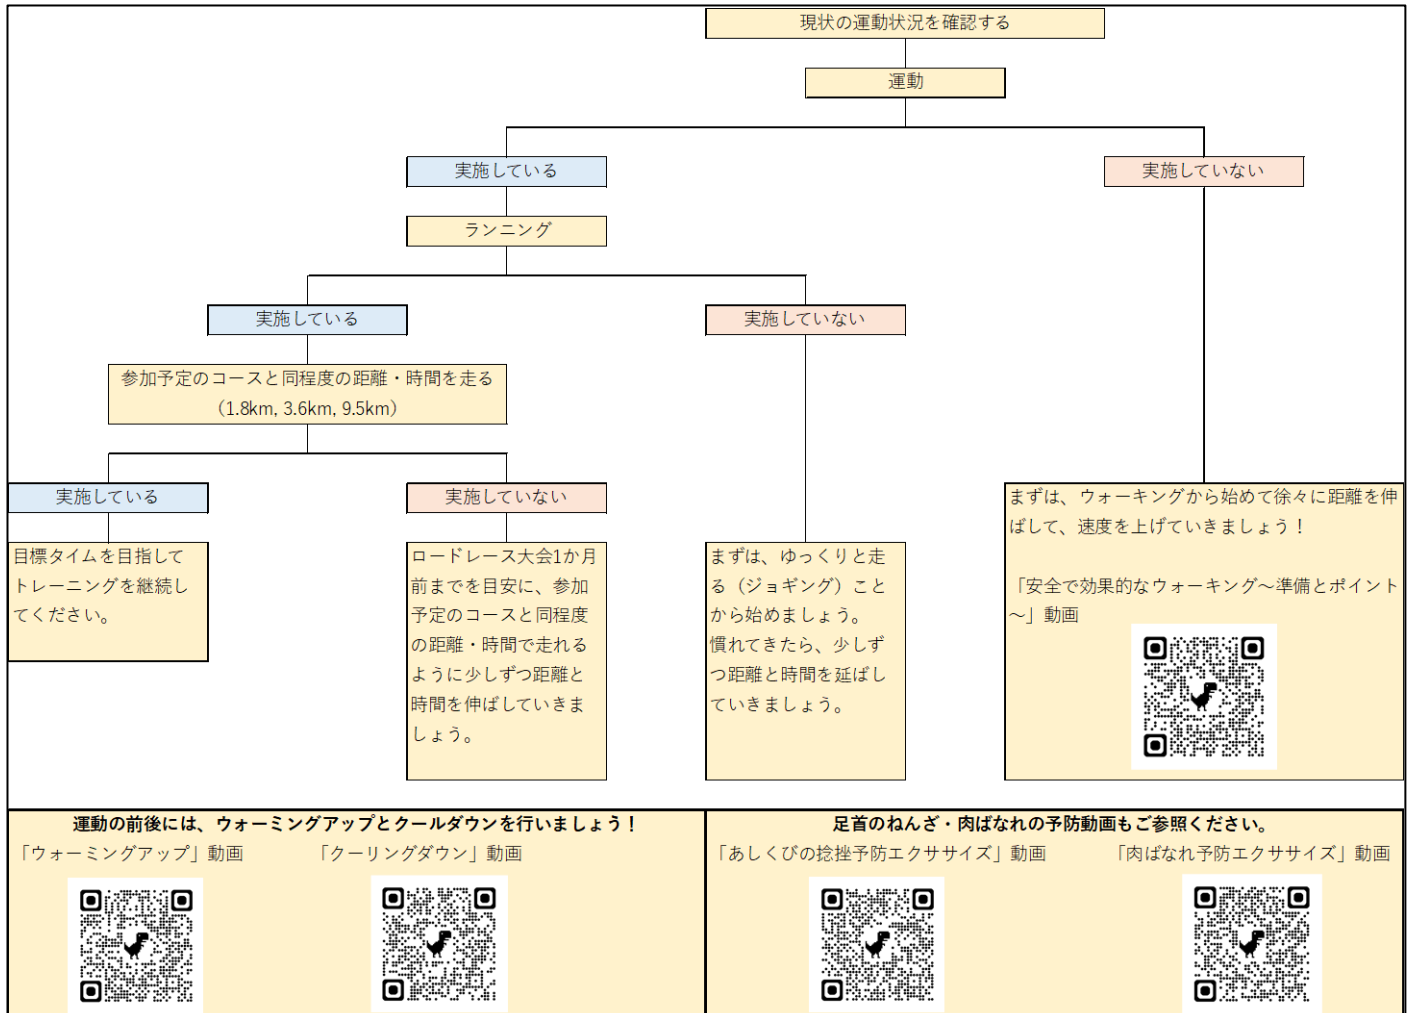 現状の運動状況を確認する
運動
実施している
実施していない
ランニング
実施している
実施していない
参加予定のコースと同程度の距離・時間を走る
（1.8km, 3.6km, 9.5km）
実施している
実施していない
目標タイムを目指して
トレーニングを継続し
てください。
ロードレース大会1か月
前までを目安に、参加
予定のコースと同程度
の距離・時間で走れる
ように少しずつ距離と
時間を伸ばしていきま
しょう。
まずは、ゆっくりと走
る（ジョギング）こと
から始めましょう。
慣れてきたら、少しず
つ距離と時間を延ばし
ていきましょう。
まずは、ウォーキングから始めて徐々に距離を伸
ばして、速度を上げていきましょう！
「安全で効果的なウォーキング～準備とポイント
～」動画
運動の前後には、ウォーミングアップとクールダウンを行いましょう！
「ウォーミングアップ」動画
「クーリングダウン」動画
足首のねんざ・肉ばなれの予防動画もご参照ください。
「あしくびの捻挫予防エクササイズ」動画
「肉ばなれ予防エクササイズ」動画